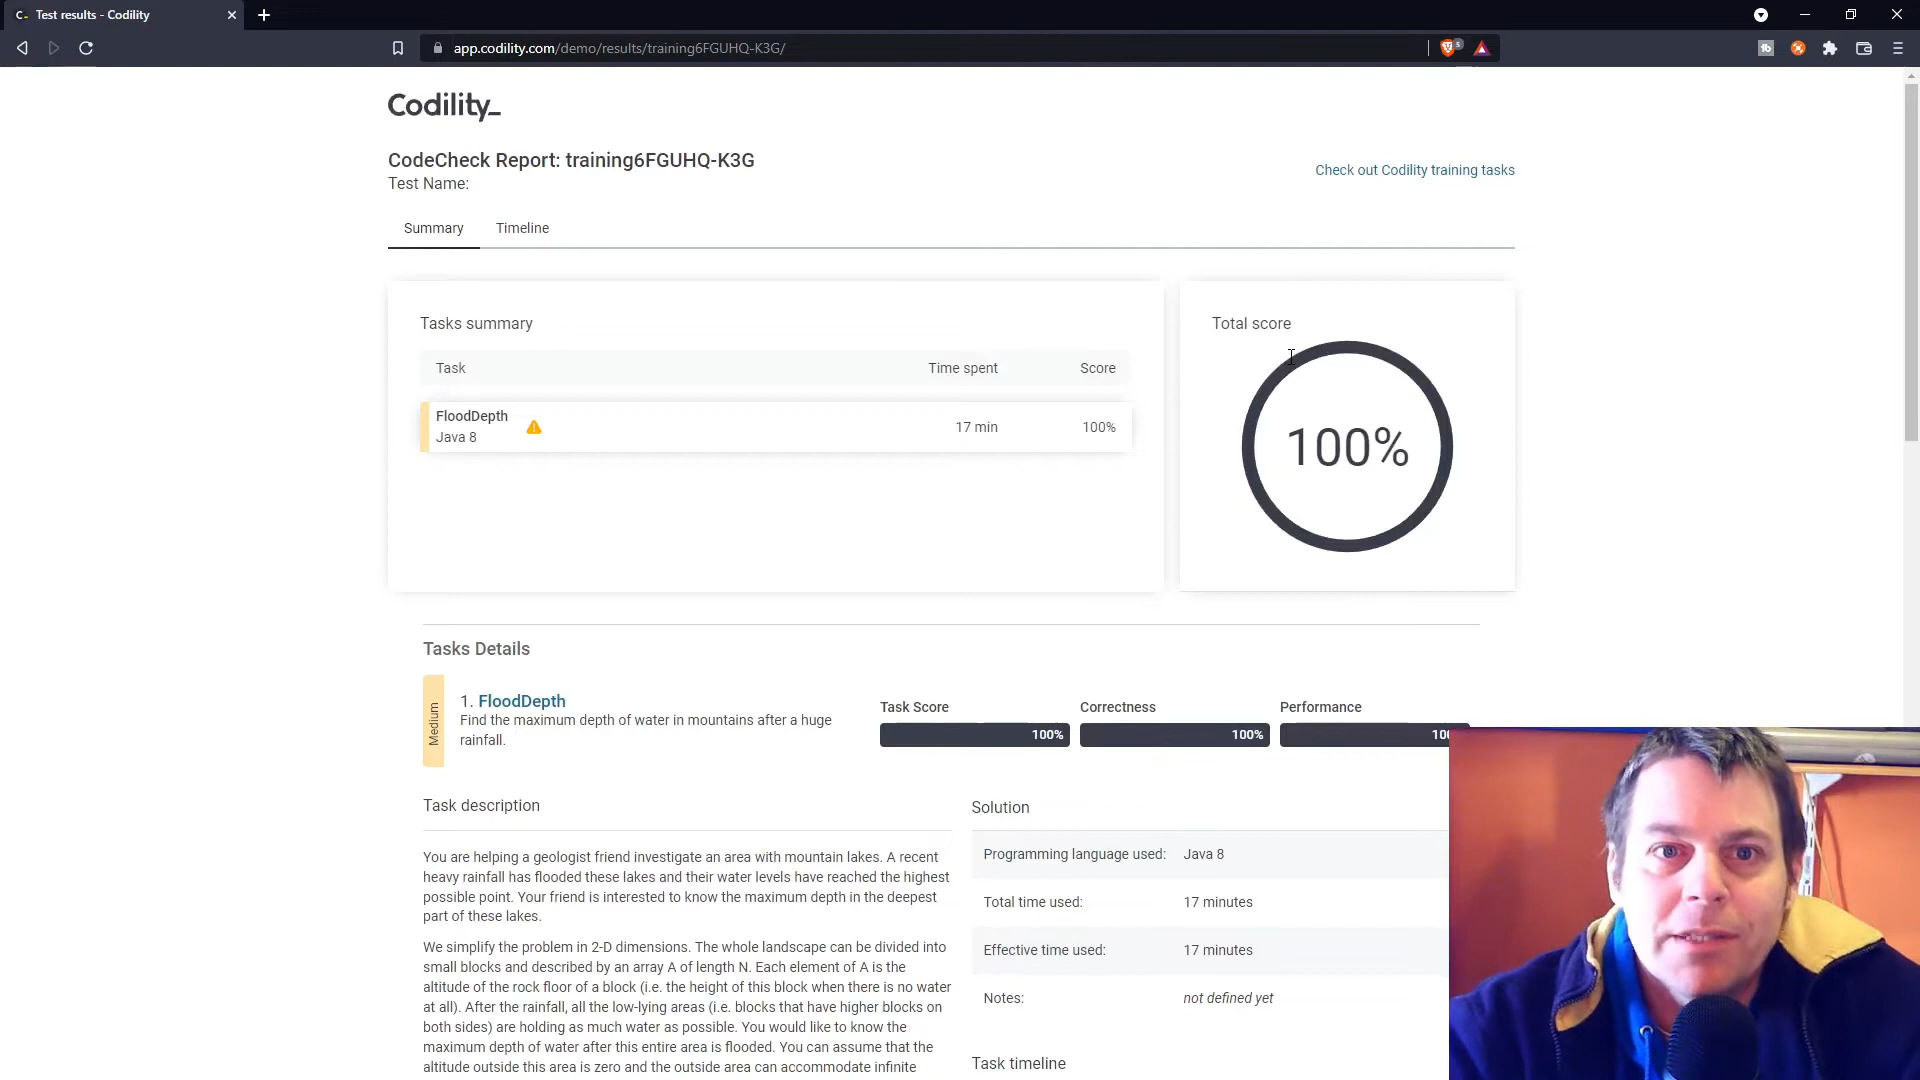 Test results - Codility
app.codility.com/demo/results/training6FGUHQ-K3G/
Codility_
CodeCheck Report: training6FGUHQ-K3G
Test Name:
Check out Codility training tasks
Summary
Timeline
Tasks summary
Task
Time spent
Score
FloodDepth
Java 8
17 min
100%
Total score
100%
Tasks Details
Medium
1. FloodDepth
Find the maximum depth of water in mountains after a huge
rainfall.
Task Score
100%
Correctness
100%
Performance
Task description
You are helping a geologist friend investigate an area with mountain lakes. A recent
heavy rainfall has flooded these lakes and their water levels have reached the highest
possible point. Your friend is interested to know the maximum depth in the deepest
part of these lakes.
We simplify the problem in 2-D dimensions. The whole landscape can be divided into
small blocks and described by an array A of length N. Each element of A is the
altitude of the rock floor of a block (i.e. the height of this block when there is no water
at all). After the rainfall, all the low-lying areas (i.e. blocks that have higher blocks on
both sides) are holding as much water as possible. You would like to know the
maximum depth of water after this entire area is flooded. You can assume that the
altitude outside this area is zero and the outside area can accommodate infinite
Solution
Programming language used: Java 8
Total time used: 17 minutes
Effective time used: 17 minutes
Notes: not defined yet
Task timeline